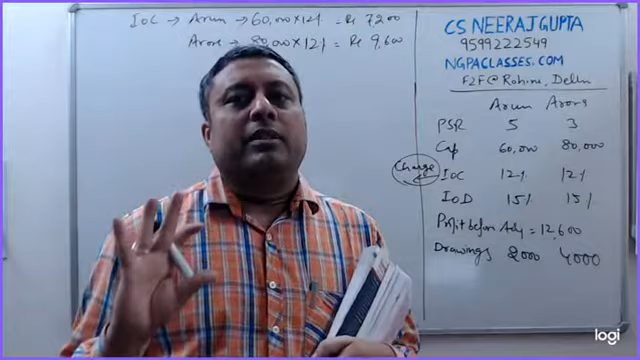 IOC → Arun → 60,000 × 12% = Rs 7200
Arora → 80,000 × 12% = Rs 9,600
CS NEERAJ GUPTA
9599222549
NGPACLASSES.COM
F2F @ Rohini, Delhi
Arun Arora
PSR 5 3
Cap 60,000 80,000
Charge
IOC 12% 12%
IOD 15% 15%
Profit before Adj = 12,600
Drawings 8000 4000
logi